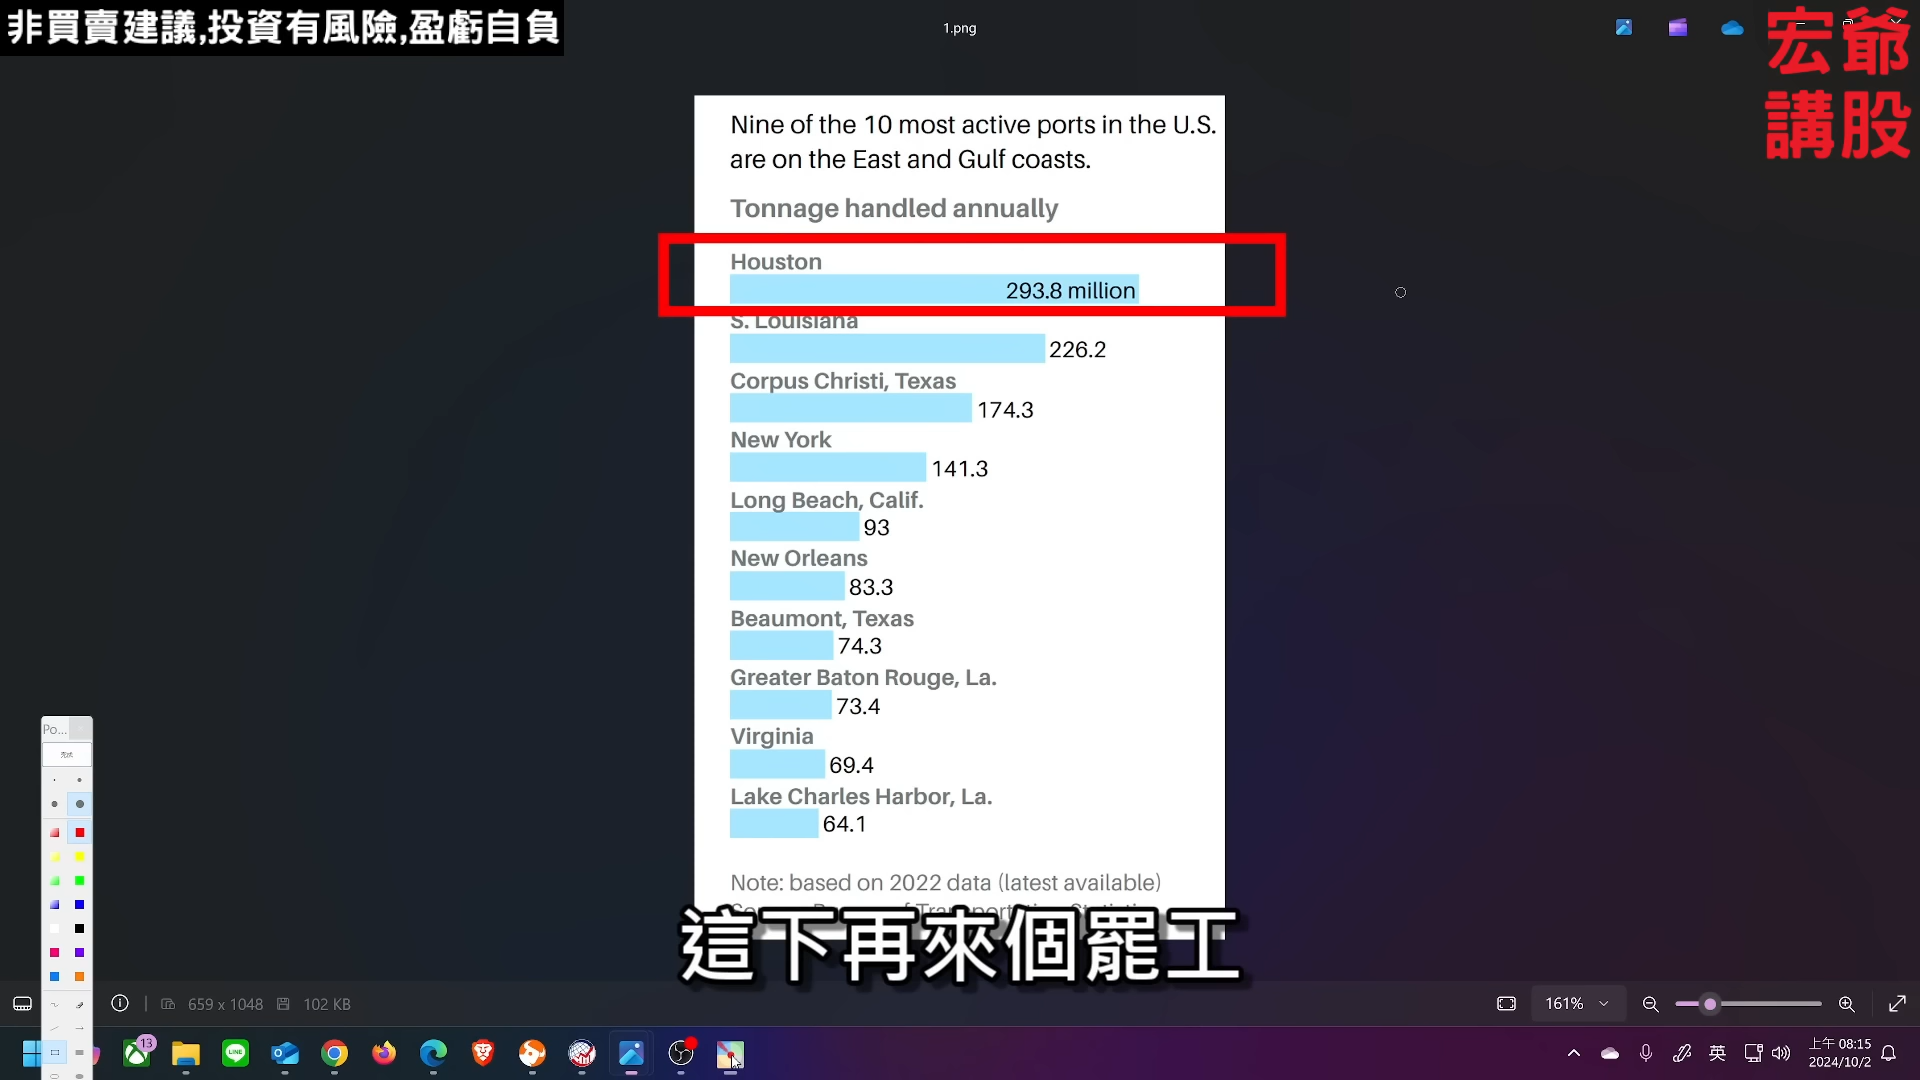 非買賣建議,投資有風險,盈虧自負
1.png
宏爺
講股
Nine of the 10 most active ports in the U.S.
are on the East and Gulf coasts.
Tonnage handled annually
Houston
293.8 million
S. Louisiana
226.2
Corpus Christi, Texas
174.3
New York
141.3
Long Beach, Calif.
93
New Orleans
83.3
Beaumont, Texas
74.3
Greater Baton Rouge, La.
73.4
Virginia
69.4
Lake Charles Harbor, La.
64.1
Note: based on 2022 data (latest available)
這下再來個罷工
Po...
完成
659 x 1048
102 KB
161%
13
LINE
英
上午 08:15
2024/10/2